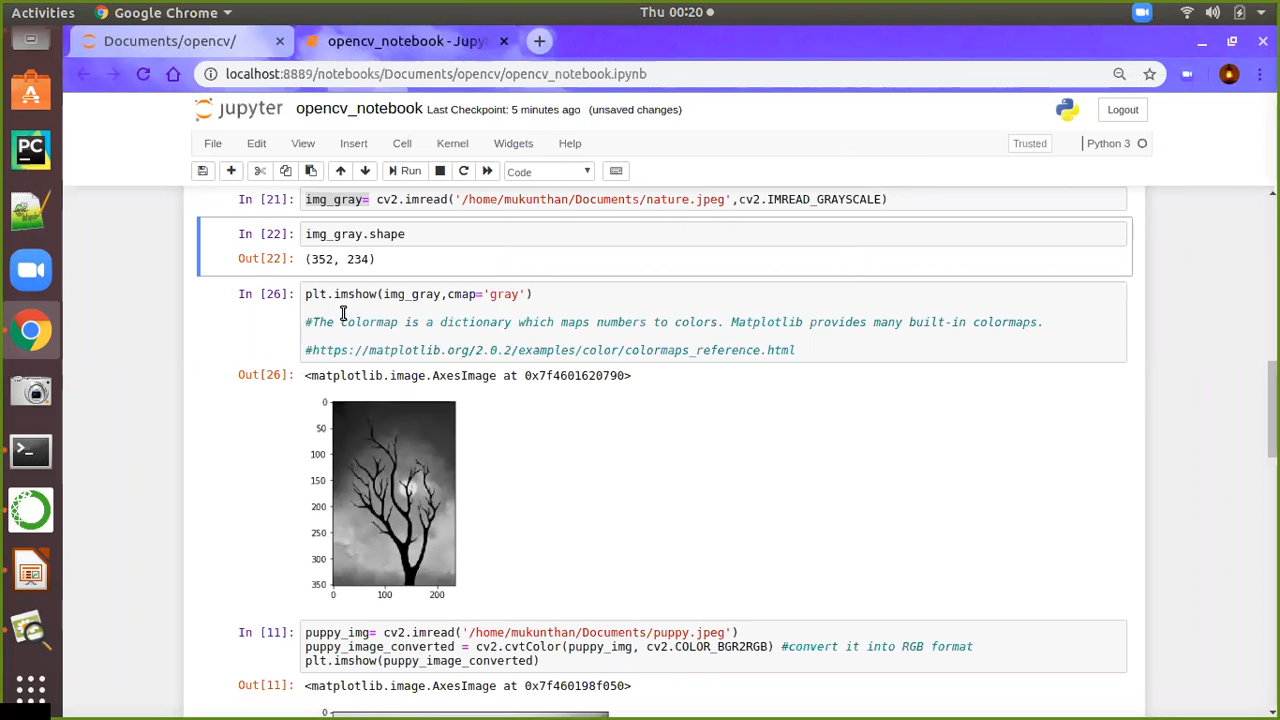 Activities Google Chrome Thu 00:20
Documents/opencv/ opencv_notebook - Jupy
localhost:8889/notebooks/Documents/opencv/opencv_notebook.ipynb
jupyter opencv_notebook Last Checkpoint: 5 minutes ago (unsaved changes) Logout
File Edit View Insert Cell Kernel Widgets Help Trusted Python 3
Run Code
In [21]: img_gray= cv2.imread('/home/mukunthan/Documents/nature.jpeg',cv2.IMREAD_GRAYSCALE)
In [22]: img_gray.shape
Out[22]: (352, 234)
In [26]: plt.imshow(img_gray,cmap='gray')
#The colormap is a dictionary which maps numbers to colors. Matplotlib provides many built-in colormaps.
#https://matplotlib.org/2.0.2/examples/color/colormaps_reference.html
Out[26]: <matplotlib.image.AxesImage at 0x7f4601620790>
0
50
100
150
200
250
300
350
0 100 200
In [11]: puppy_img= cv2.imread('/home/mukunthan/Documents/puppy.jpeg')
puppy_image_converted = cv2.cvtColor(puppy_img, cv2.COLOR_BGR2RGB) #convert it into RGB format
plt.imshow(puppy_image_converted)
Out[11]: <matplotlib.image.AxesImage at 0x7f460198f050>
0
PC